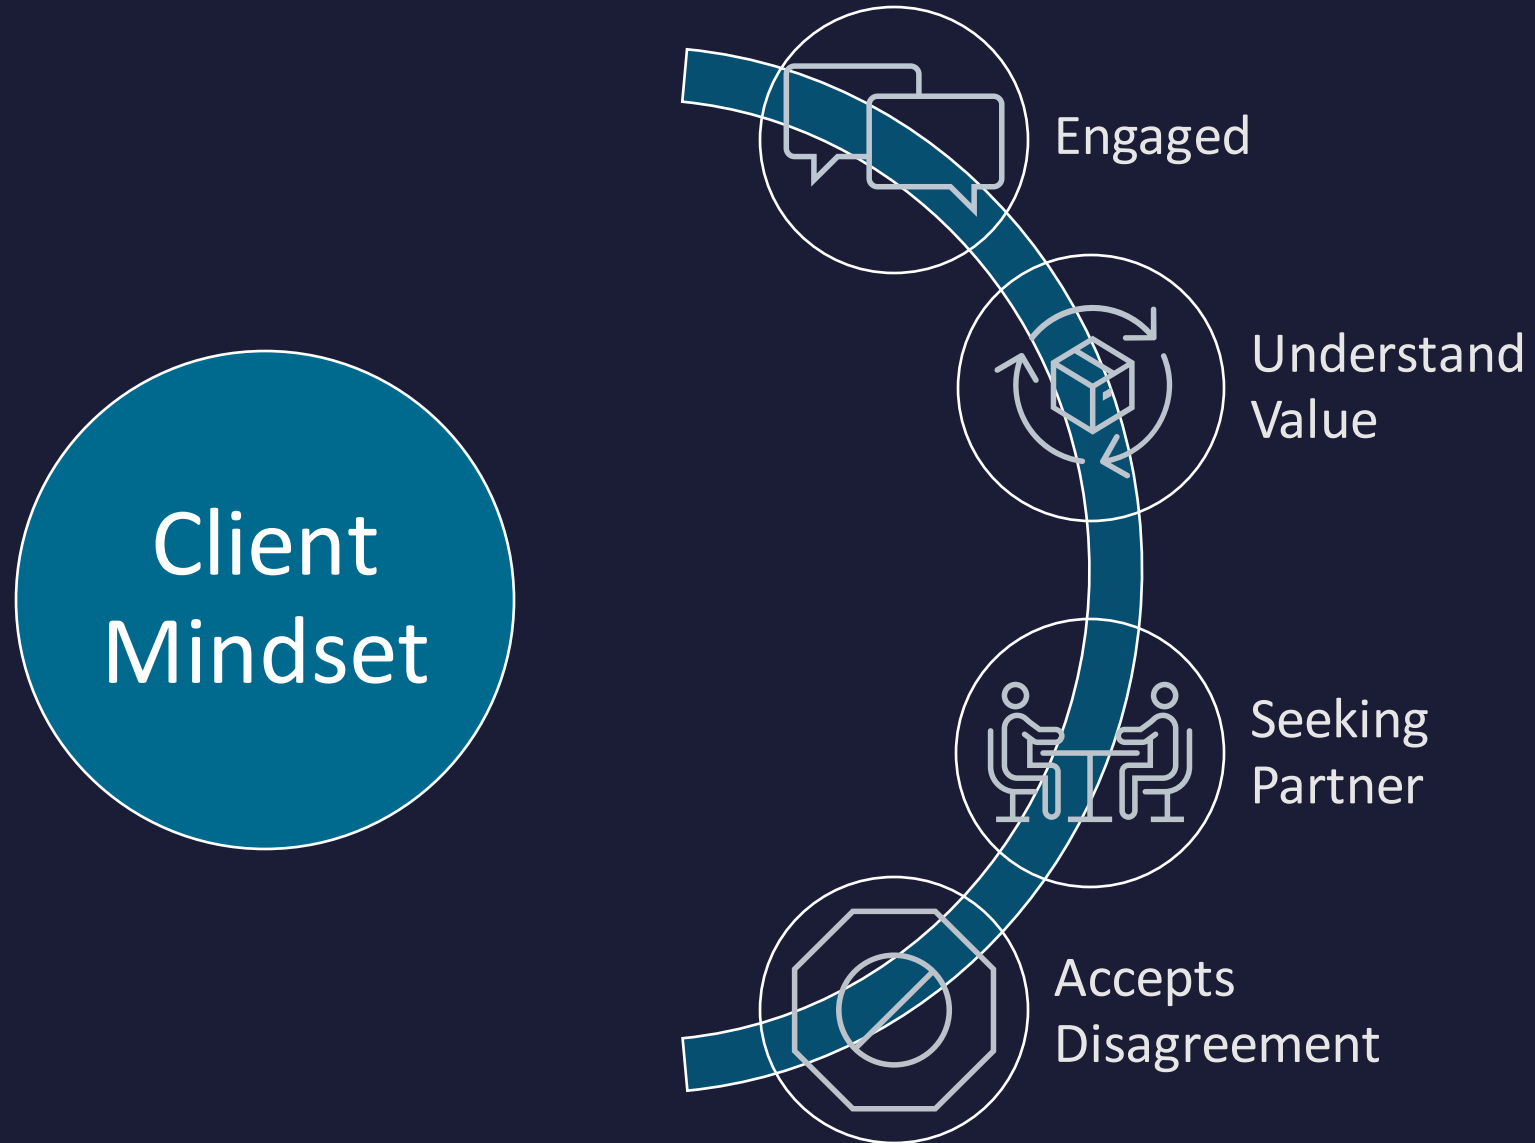 Client
Mindset
Engaged
Understand
Value
Seeking
Partner
Accepts
Disagreement